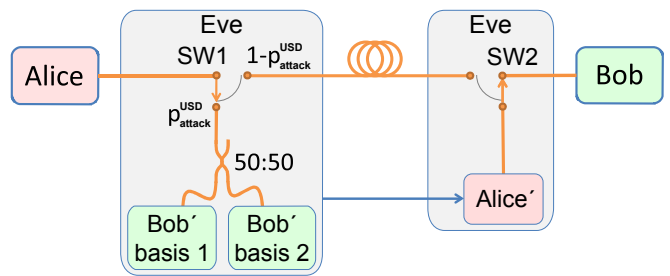 Eve
Eve
Alice
SW1
1-p^USD_attack
SW2
Bob
p^USD_attack
50:50
Bob´
basis 1
Bob´
basis 2
Alice´